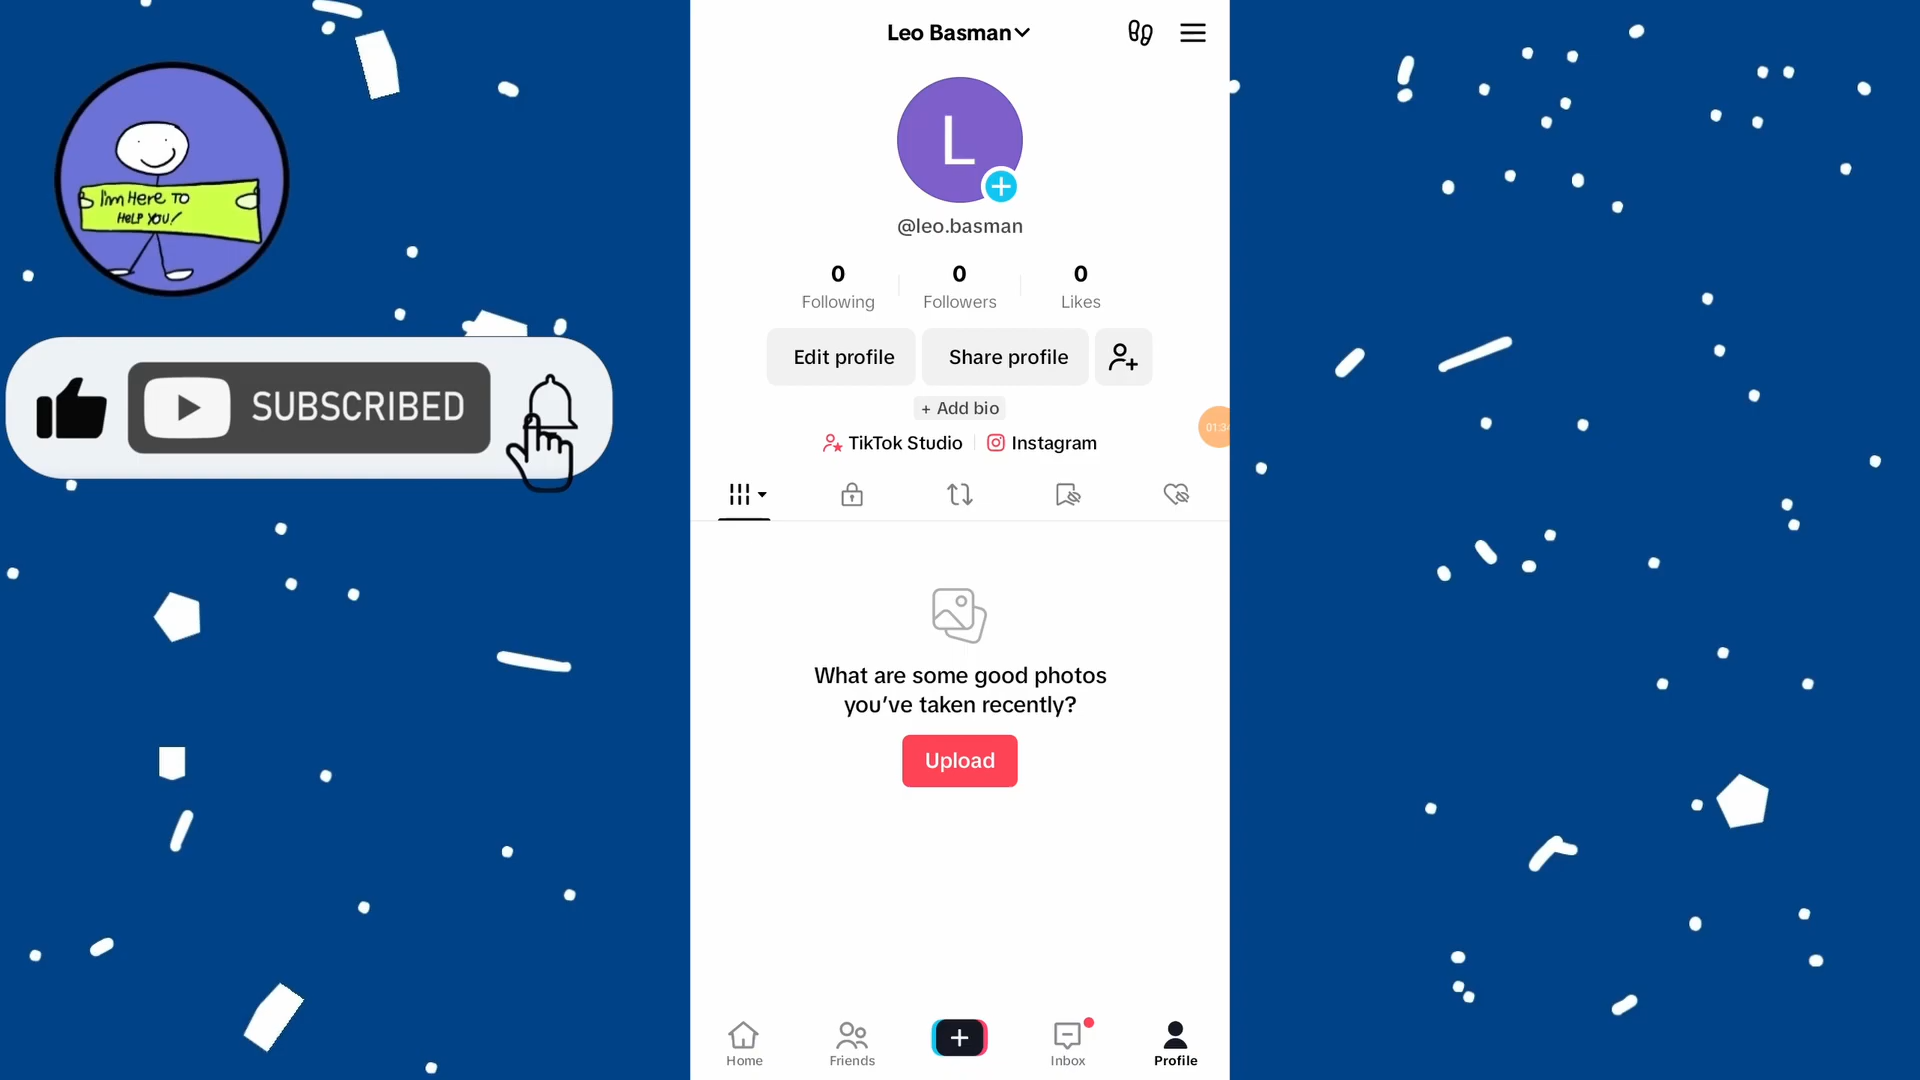 Leo Basman
L
@leo.basman
0
Following
0
Followers
0
Likes
Edit profile
Share profile
+ Add bio
TikTok Studio
Instagram
What are some good photos
you’ve taken recently?
Upload
Home
Friends
Inbox
Profile
I'm Here To
HELP YOU!
SUBSCRIBED